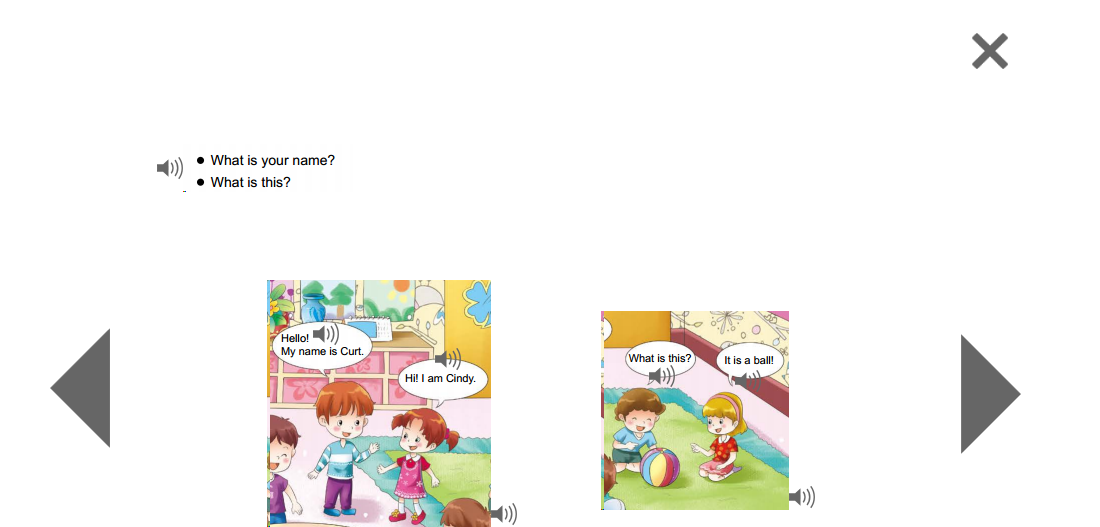 ● What is your name?
● What is this?
Hello!
My name is Curt.
Hi! I am Cindy.
What is this?
It is a ball!